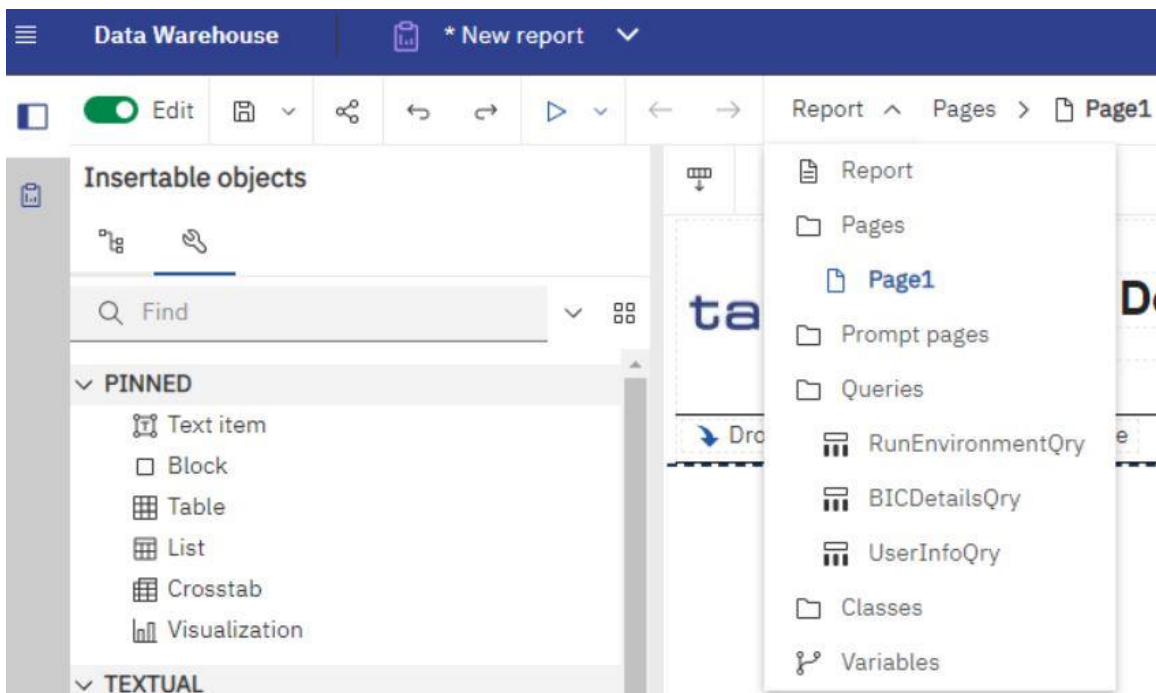 Data Warehouse * New report
Edit Report Pages > Page1
Insertable objects
Find
PINNED
Text item
Block
Table
List
Crosstab
Visualization
TEXTUAL
Report
Pages
Page1
Prompt pages
Queries
RunEnvironmentQry
BICDetailsQry
UserInfoQry
Classes
Variables